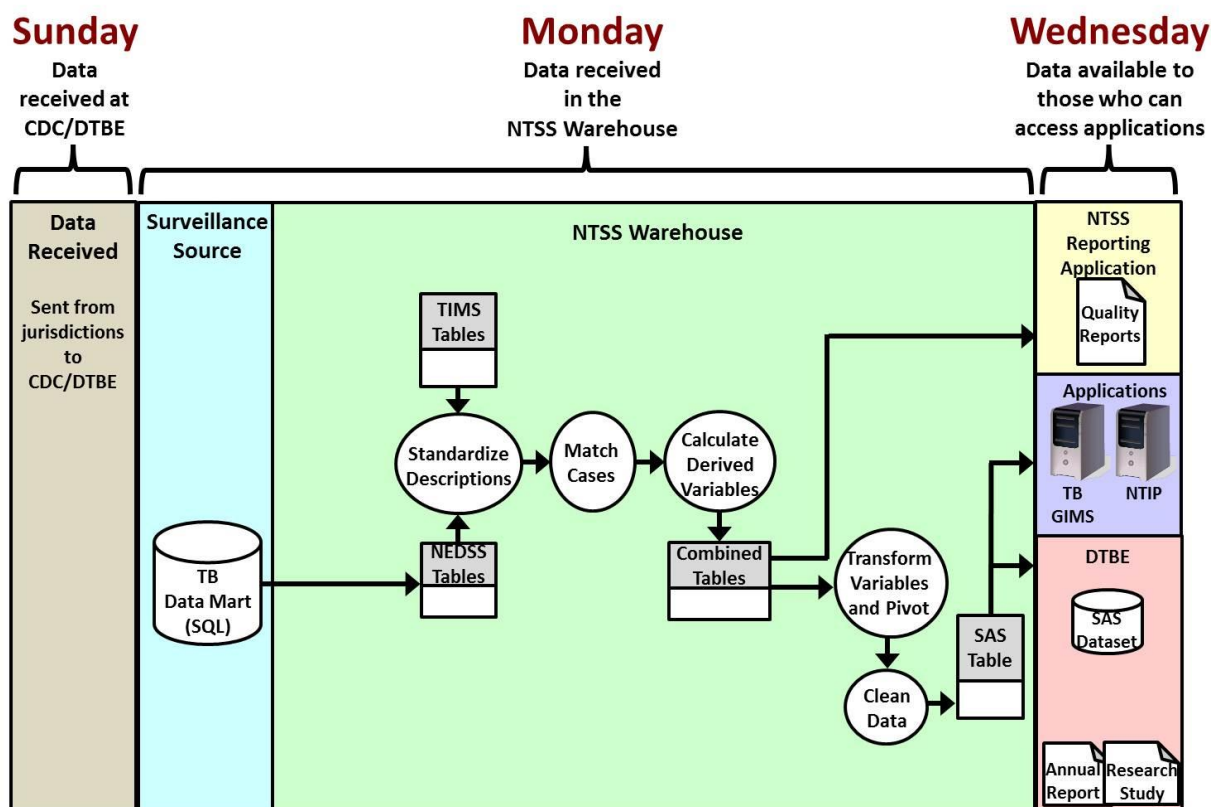 Sunday
Data
received at
CDC/DTBE
Monday
Data received
in the
NTSS Warehouse
Wednesday
Data available to
those who can
access applications
Data
Received
Sent from
jurisdictions
to
CDC/DTBE
Surveillance
Source
TB
Data Mart
(SQL)
NTSS Warehouse
TIMS
Tables
Standardize
Descriptions
NEDSS
Tables
Match
Cases
Calculate
Derived
Variables
Combined
Tables
Transform
Variables
and Pivot
Clean
Data
SAS
Table
NTSS
Reporting
Application
Quality
Reports
Applications
TB
GIMS
NTIP
DTBE
SAS
Dataset
Annual
Report
Research
Study